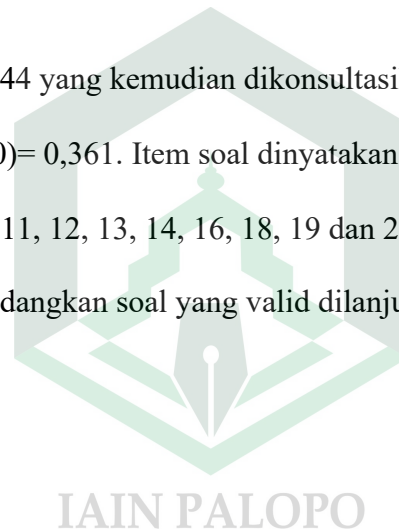 44 yang kemudian dikonsultasi
)= 0,361. Item soal dinyatakan
11, 12, 13, 14, 16, 18, 19 dan 2
dangkan soal yang valid dilanju
IAIN PALOPO